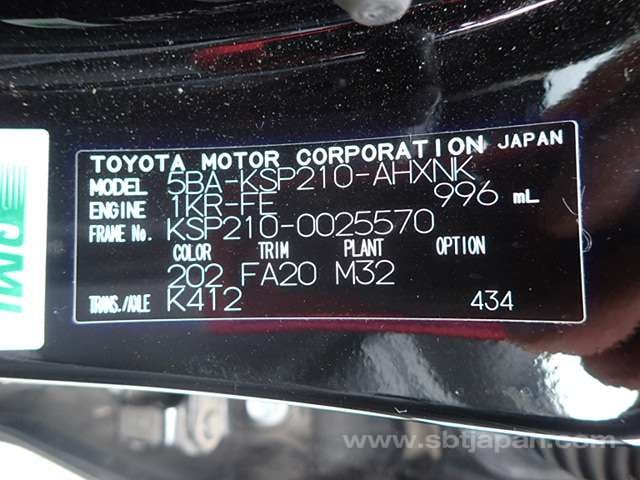 TOYOTA MOTOR CORPORATION JAPAN
MODEL 5BA-KSP210-AHXNK
ENGINE 1KR-FE 996 mL
FRAME No. KSP210-0025570
COLOR TRIM PLANT OPTION
202 FA20 M32
TRANS./AXLE K412 434
www.sbtjapan.com